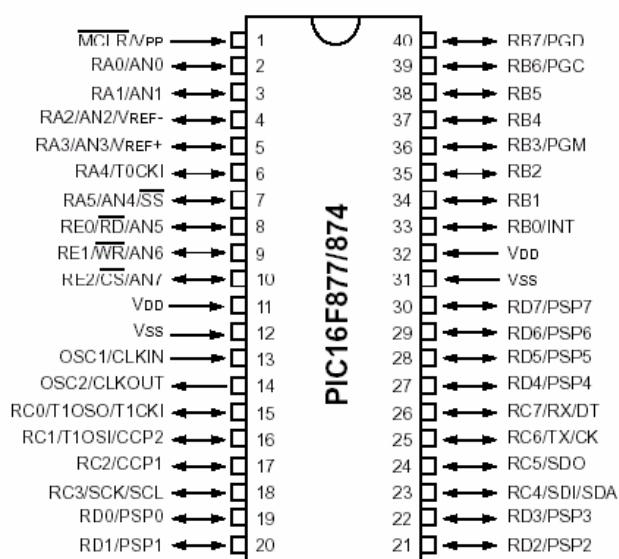 MCLR/VPP 1 40 RB7/PGD
RA0/AN0 2 39 RB6/PGC
RA1/AN1 3 38 RB5
RA2/AN2/VREF- 4 37 RB4
RA3/AN3/VREF+ 5 36 RB3/PGM
RA4/T0CKI 6 35 RB2
RA5/AN4/SS 7 34 RB1
RE0/RD/AN5 8 33 RB0/INT
RE1/WR/AN6 9 32 VDD
RE2/CS/AN7 10 31 VSS
VDD 11 30 RD7/PSP7
VSS 12 29 RD6/PSP6
OSC1/CLKIN 13 28 RD5/PSP5
OSC2/CLKOUT 14 27 RD4/PSP4
RC0/T1OSO/T1CKI 15 26 RC7/RX/DT
RC1/T1OSI/CCP2 16 25 RC6/TX/CK
RC2/CCP1 17 24 RC5/SDO
RC3/SCK/SCL 18 23 RC4/SDI/SDA
RD0/PSP0 19 22 RD3/PSP3
RD1/PSP1 20 21 RD2/PSP2
PIC16F877/874